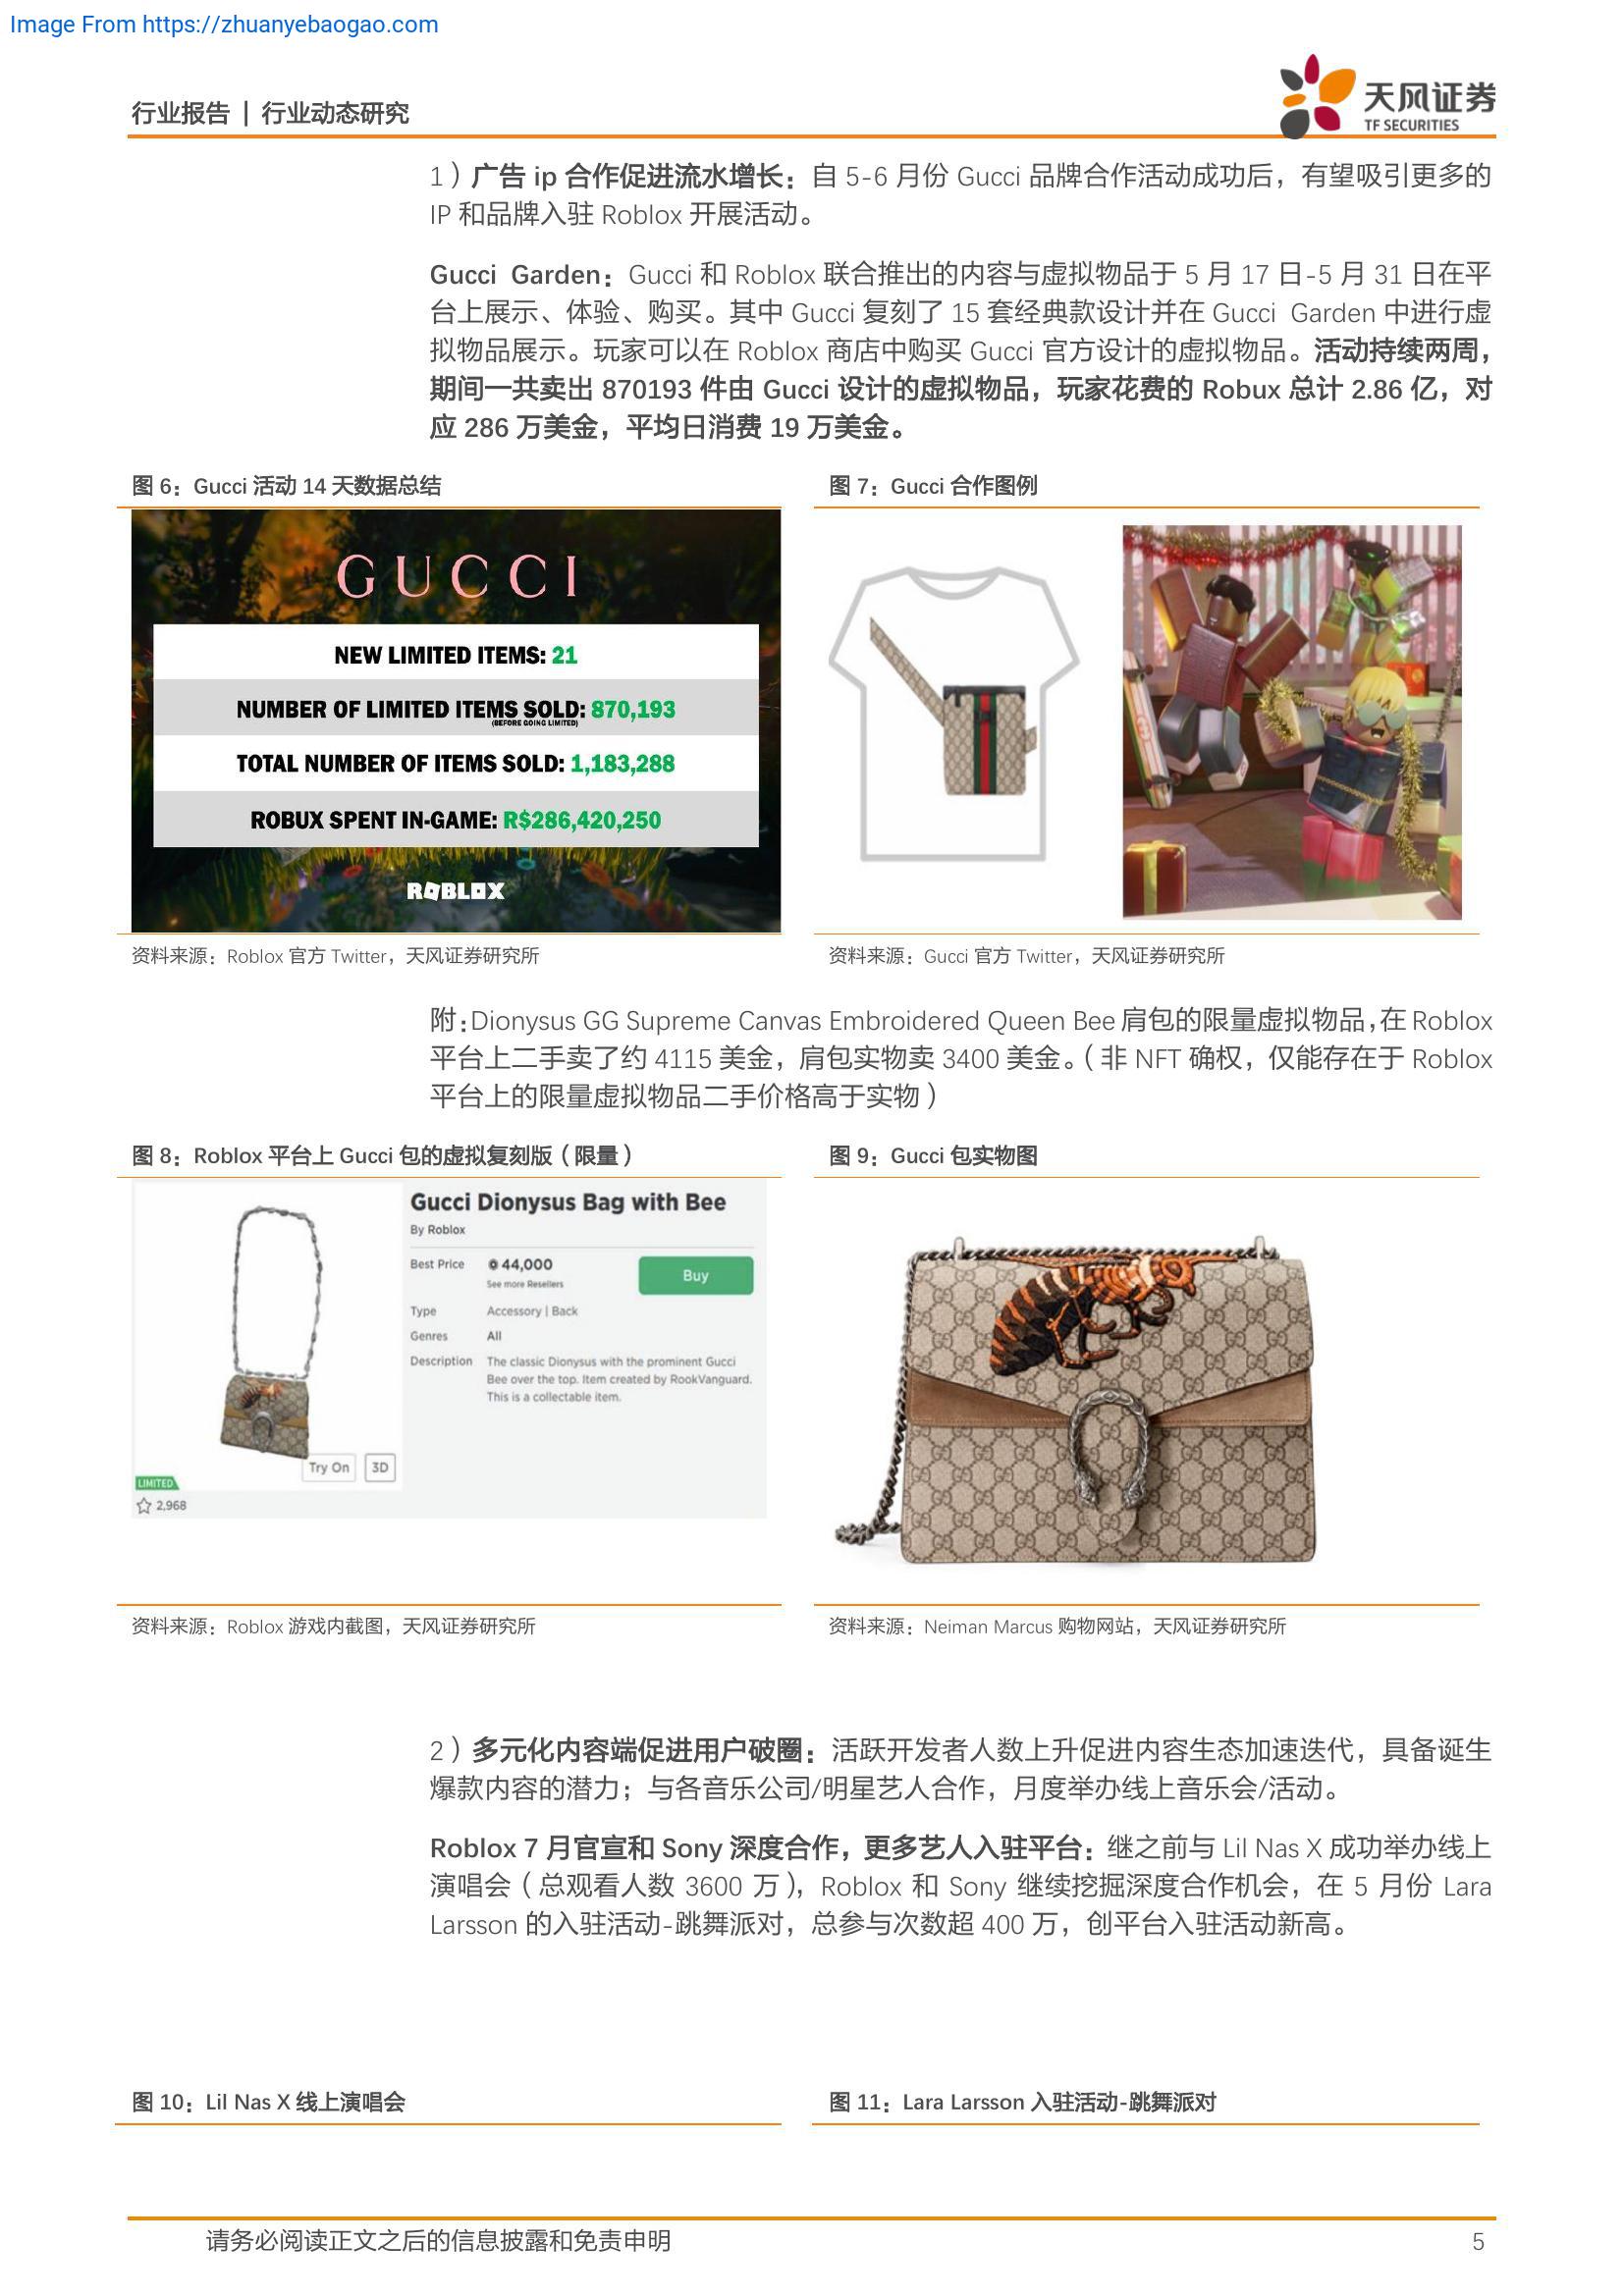 Image From https://zhuanyebaogao.com
行业报告 | 行业动态研究
天风证券
TF SECURITIES
1）广告 ip 合作促进流水增长：自 5-6 月份 Gucci 品牌合作活动成功后，有望吸引更多的
IP 和品牌入驻 Roblox 开展活动。
Gucci Garden：Gucci 和 Roblox 联合推出的内容与虚拟物品于 5 月 17 日-5 月 31 日在平
台上展示、体验、购买。其中 Gucci 复刻了 15 套经典款设计并在 Gucci Garden 中进行虚
拟物品展示。玩家可以在 Roblox 商店中购买 Gucci 官方设计的虚拟物品。活动持续两周，
期间一共卖出 870193 件由 Gucci 设计的虚拟物品，玩家花费的 Robux 总计 2.86 亿，对
应 286 万美金，平均日消费 19 万美金。
图 6：Gucci 活动 14 天数据总结
GUCCI
NEW LIMITED ITEMS: 21
NUMBER OF LIMITED ITEMS SOLD: 870,193
(BEFORE GOING LIMITED)
TOTAL NUMBER OF ITEMS SOLD: 1,183,288
ROBUX SPENT IN-GAME: R$286,420,250
ROBLOX
资料来源：Roblox 官方 Twitter，天风证券研究所
图 7：Gucci 合作图例
资料来源：Gucci 官方 Twitter，天风证券研究所
附：Dionysus GG Supreme Canvas Embroidered Queen Bee 肩包的限量虚拟物品，在 Roblox
平台上二手卖了约 4115 美金，肩包实物卖 3400 美金。（非 NFT 确权，仅能存在于 Roblox
平台上的限量虚拟物品二手价格高于实物）
图 8：Roblox 平台上 Gucci 包的虚拟复刻版（限量）
Gucci Dionysus Bag with Bee
By Roblox
Best Price 44,000
See more Resellers
Buy
Type Accessory | Back
Genres All
Description The classic Dionysus with the prominent Gucci
Bee over the top. Item created by RookVanguard.
This is a collectable item.
Try On 3D
LIMITED
2,968
资料来源：Roblox 游戏内截图，天风证券研究所
图 9：Gucci 包实物图
资料来源：Neiman Marcus 购物网站，天风证券研究所
2）多元化内容端促进用户破圈：活跃开发者人数上升促进内容生态加速迭代，具备诞生
爆款内容的潜力；与各音乐公司/明星艺人合作，月度举办线上音乐会/活动。
Roblox 7 月官宣和 Sony 深度合作，更多艺人入驻平台：继之前与 Lil Nas X 成功举办线上
演唱会（总观看人数 3600 万），Roblox 和 Sony 继续挖掘深度合作机会，在 5 月份 Lara
Larsson 的入驻活动-跳舞派对，总参与次数超 400 万，创平台入驻活动新高。
图 10：Lil Nas X 线上演唱会
图 11：Lara Larsson 入驻活动-跳舞派对
请务必阅读正文之后的信息披露和免责申明
5